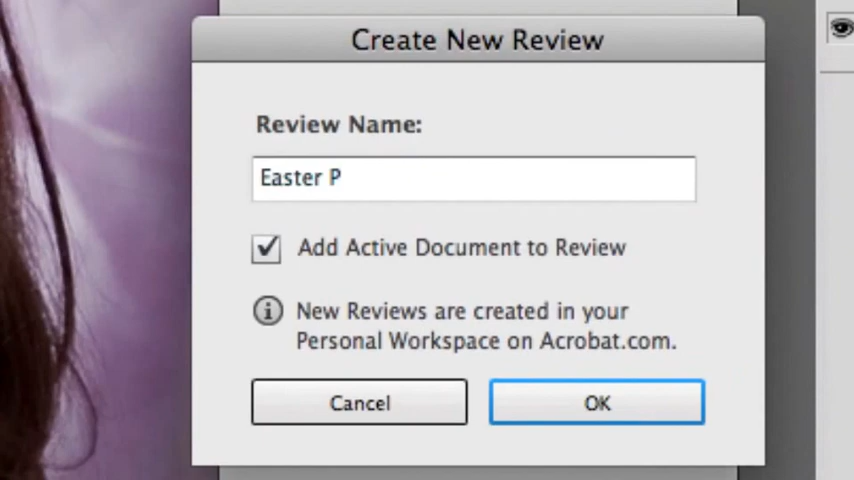 Create New Review
Review Name:
Easter P
Add Active Document to Review
New Reviews are created in your
Personal Workspace on Acrobat.com.
Cancel
OK